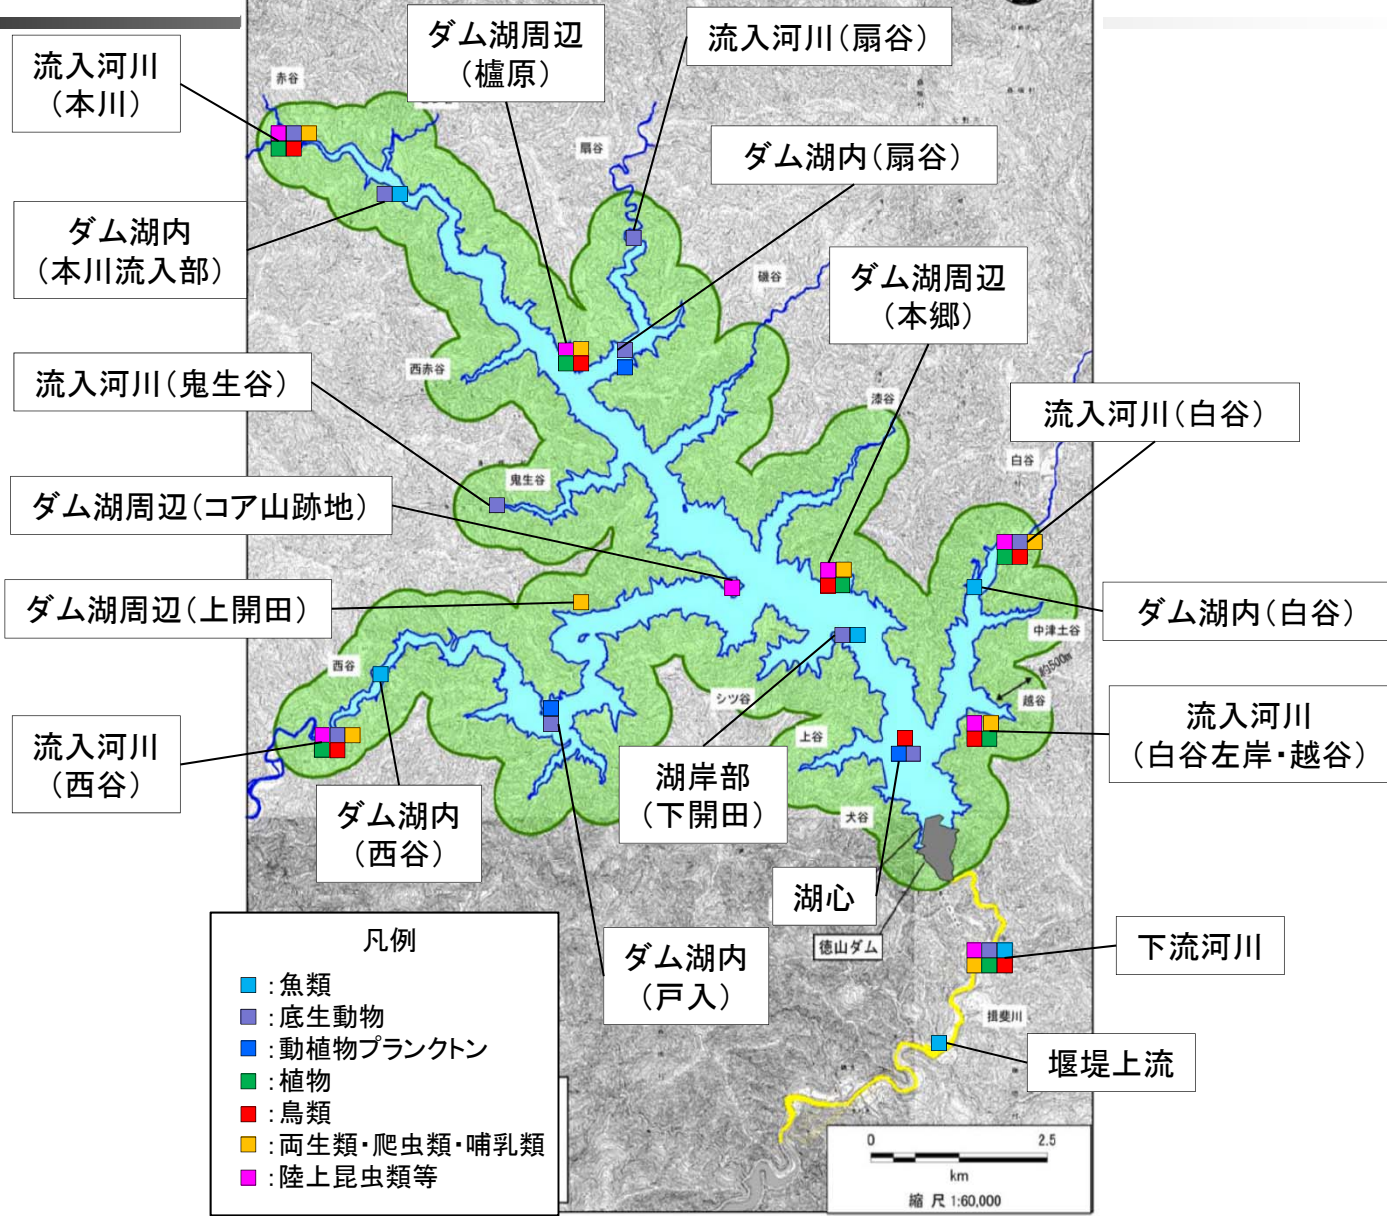 ダム湖周辺
(櫨原)
流入河川(扇谷)
流入河川
(本川)
赤谷
扇谷
ダム湖内(扇谷)
ダム湖内
(本川流入部)
磯谷
ダム湖周辺
(本郷)
西赤谷
流入河川(鬼生谷)
漆谷
流入河川(白谷)
白谷
鬼生谷
ダム湖周辺(コア山跡地)
ダム湖周辺(上開田)
ダム湖内(白谷)
中津土谷
西谷
約500m
シツ谷
越谷
流入河川
(白谷左岸・越谷)
上谷
流入河川
(西谷)
湖岸部
(下開田)
ダム湖内
(西谷)
犬谷
湖心
徳山ダム
下流河川
ダム湖内
(戸入)
揖斐川
堰堤上流
凡例
:魚類
:底生動物
:動植物プランクトン
:植物
:鳥類
:両生類・爬虫類・哺乳類
:陸上昆虫類等
0 2.5
km
縮 尺 1:60,000